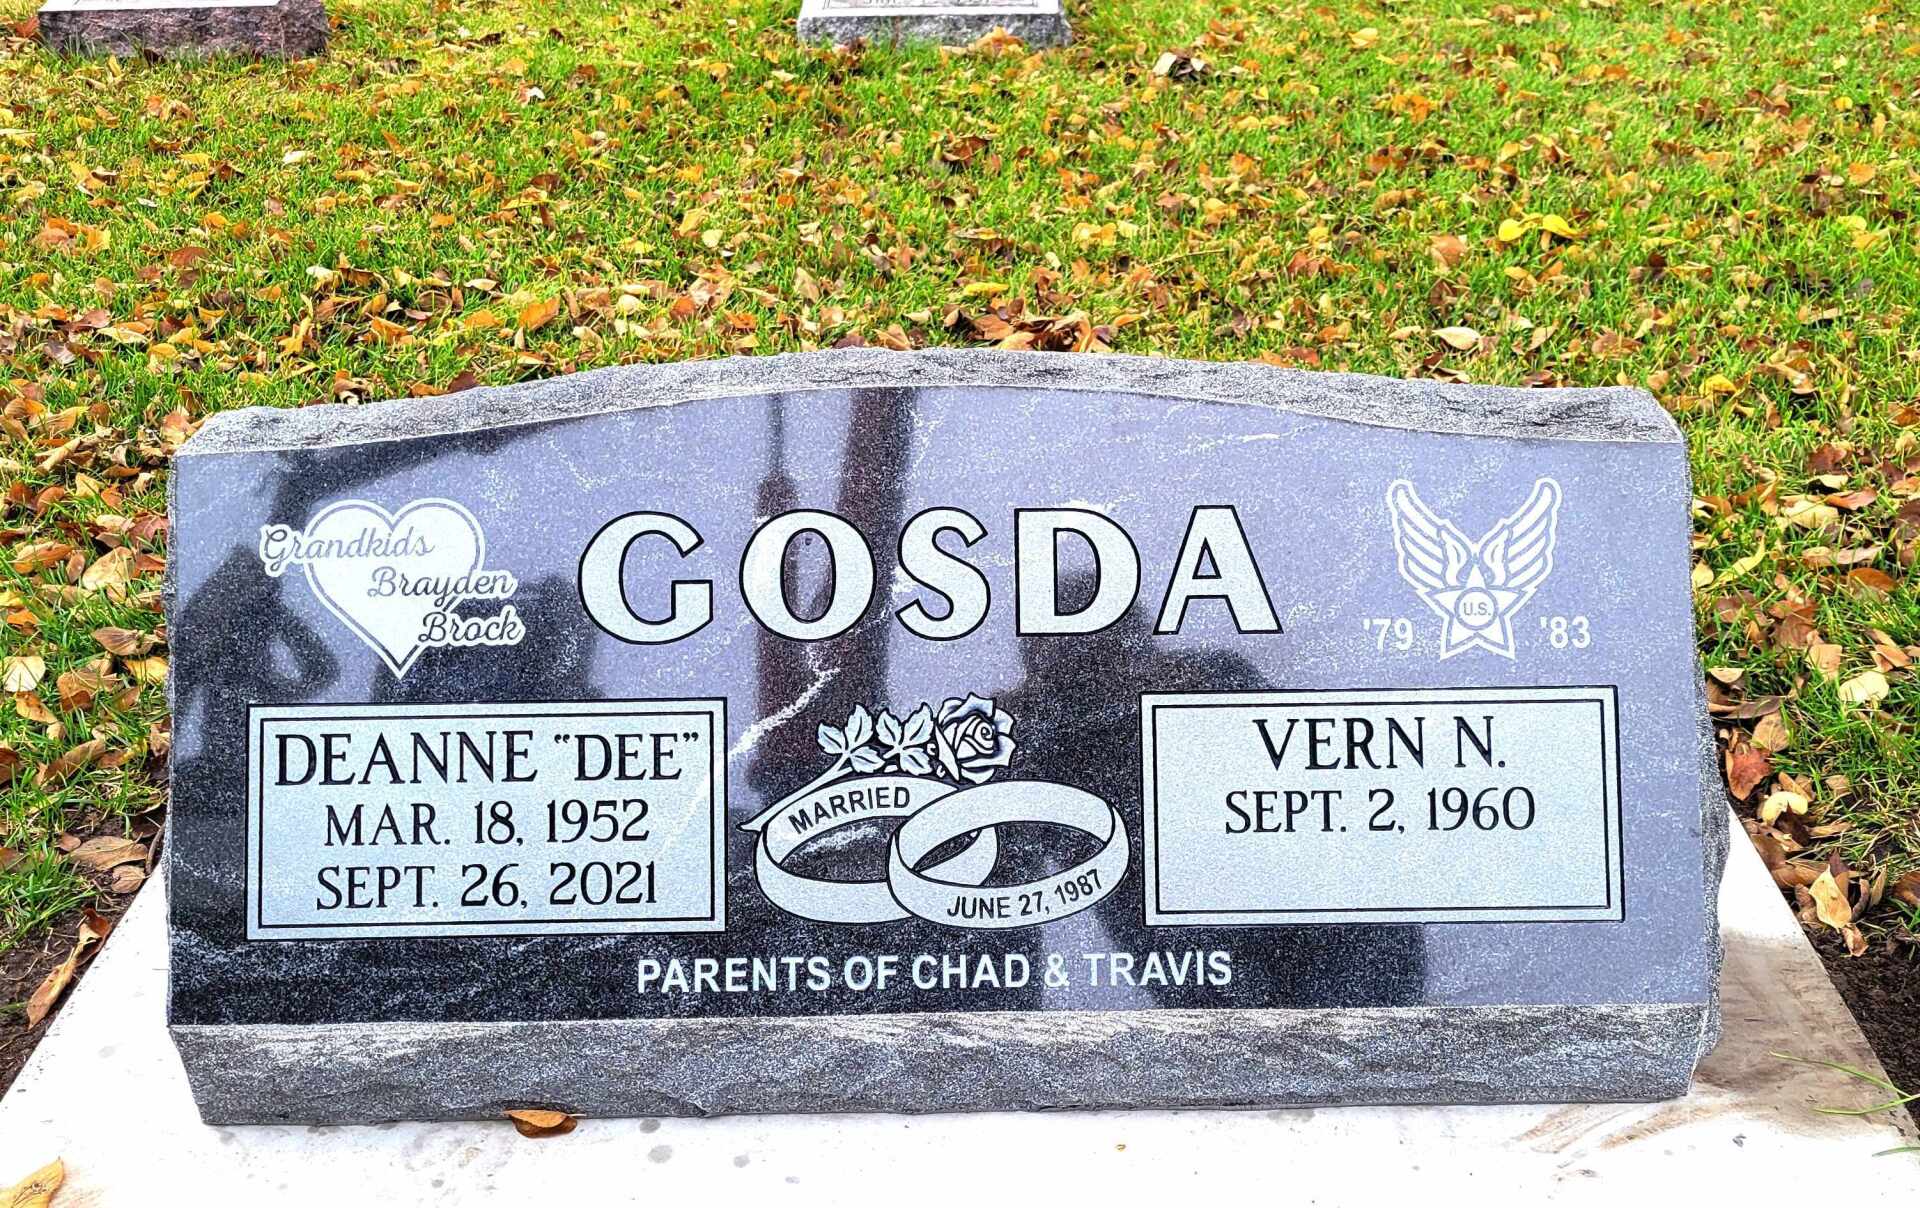 GOSDA
Grandkids
Brayden
Brock
'79
U.S.
'83
DEANNE “DEE”
MAR. 18, 1952
SEPT. 26, 2021
MARRIED
JUNE 27, 1987
VERN N.
SEPT. 2, 1960
PARENTS OF CHAD & TRAVIS